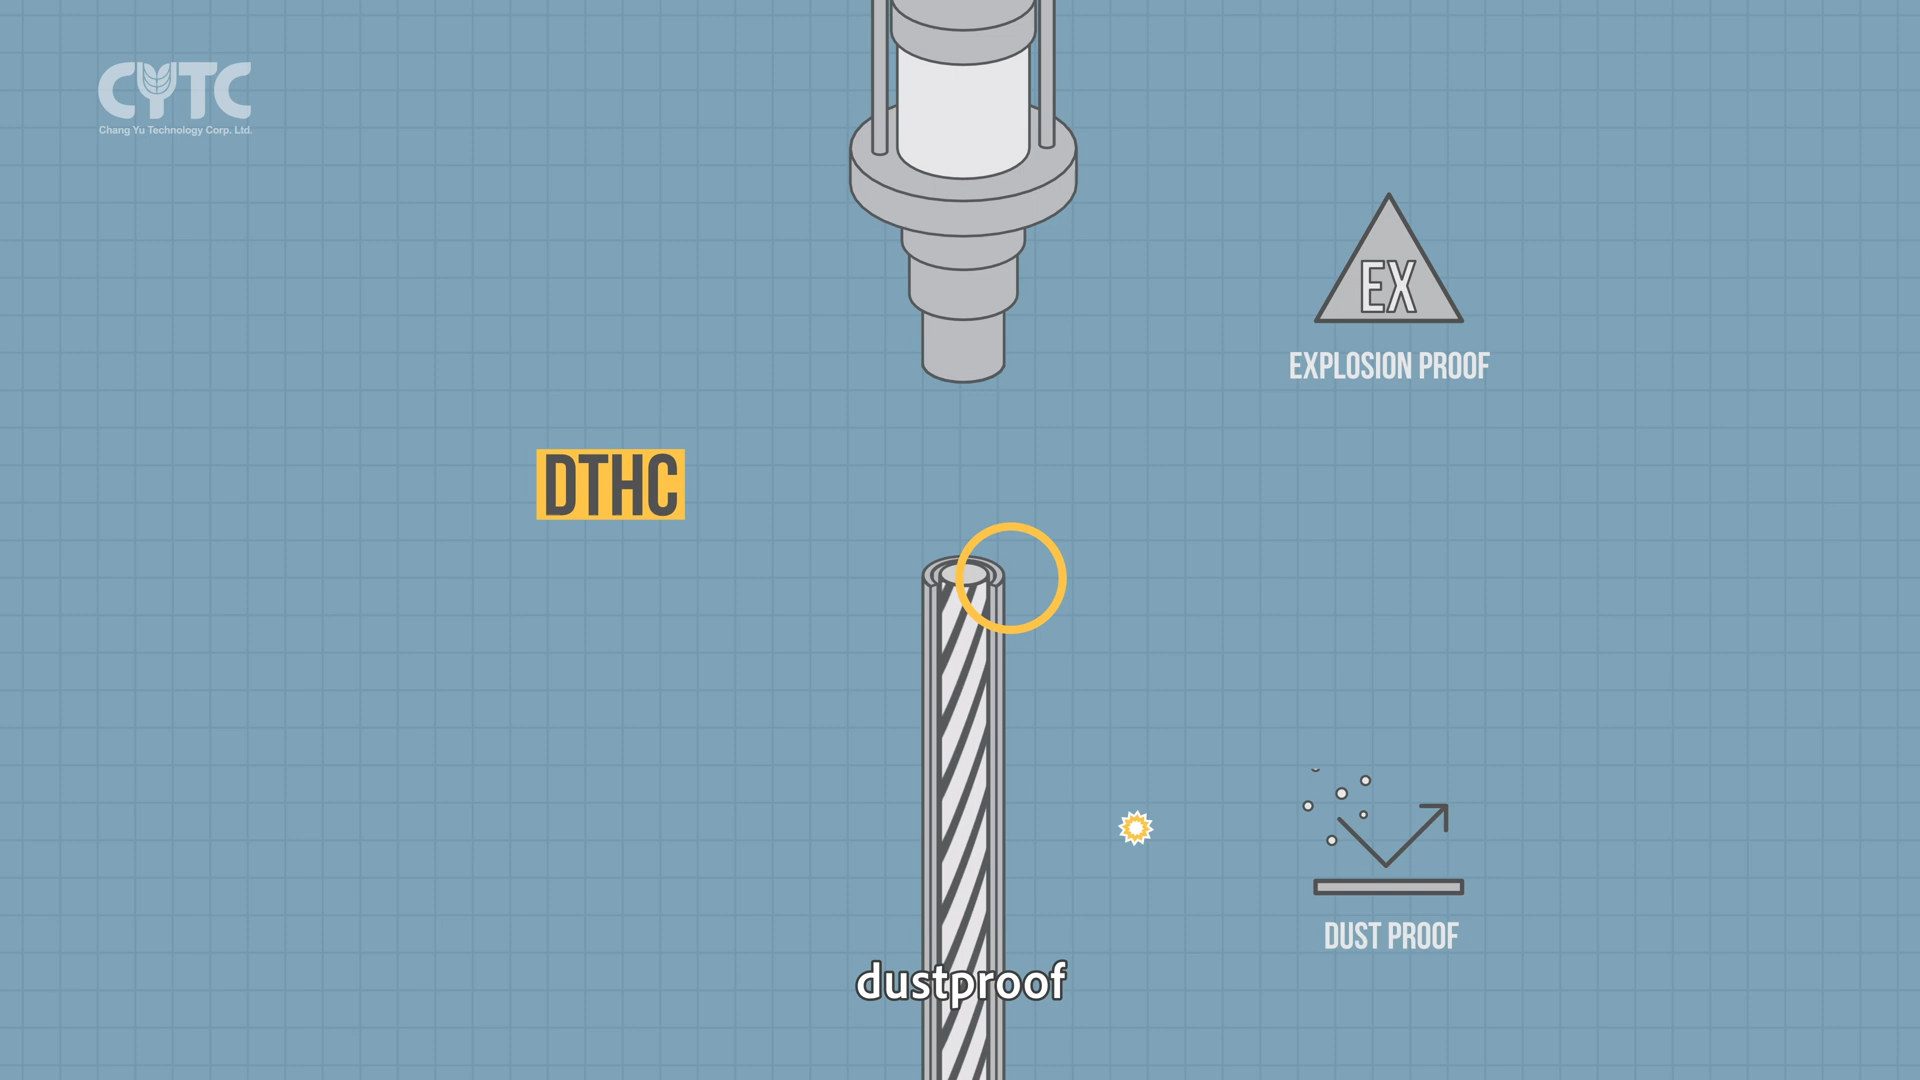 CYTC
Chang Yu Technology Corp. Ltd.
EX
EXPLOSION PROOF
DTHC
DUST PROOF
dustproof